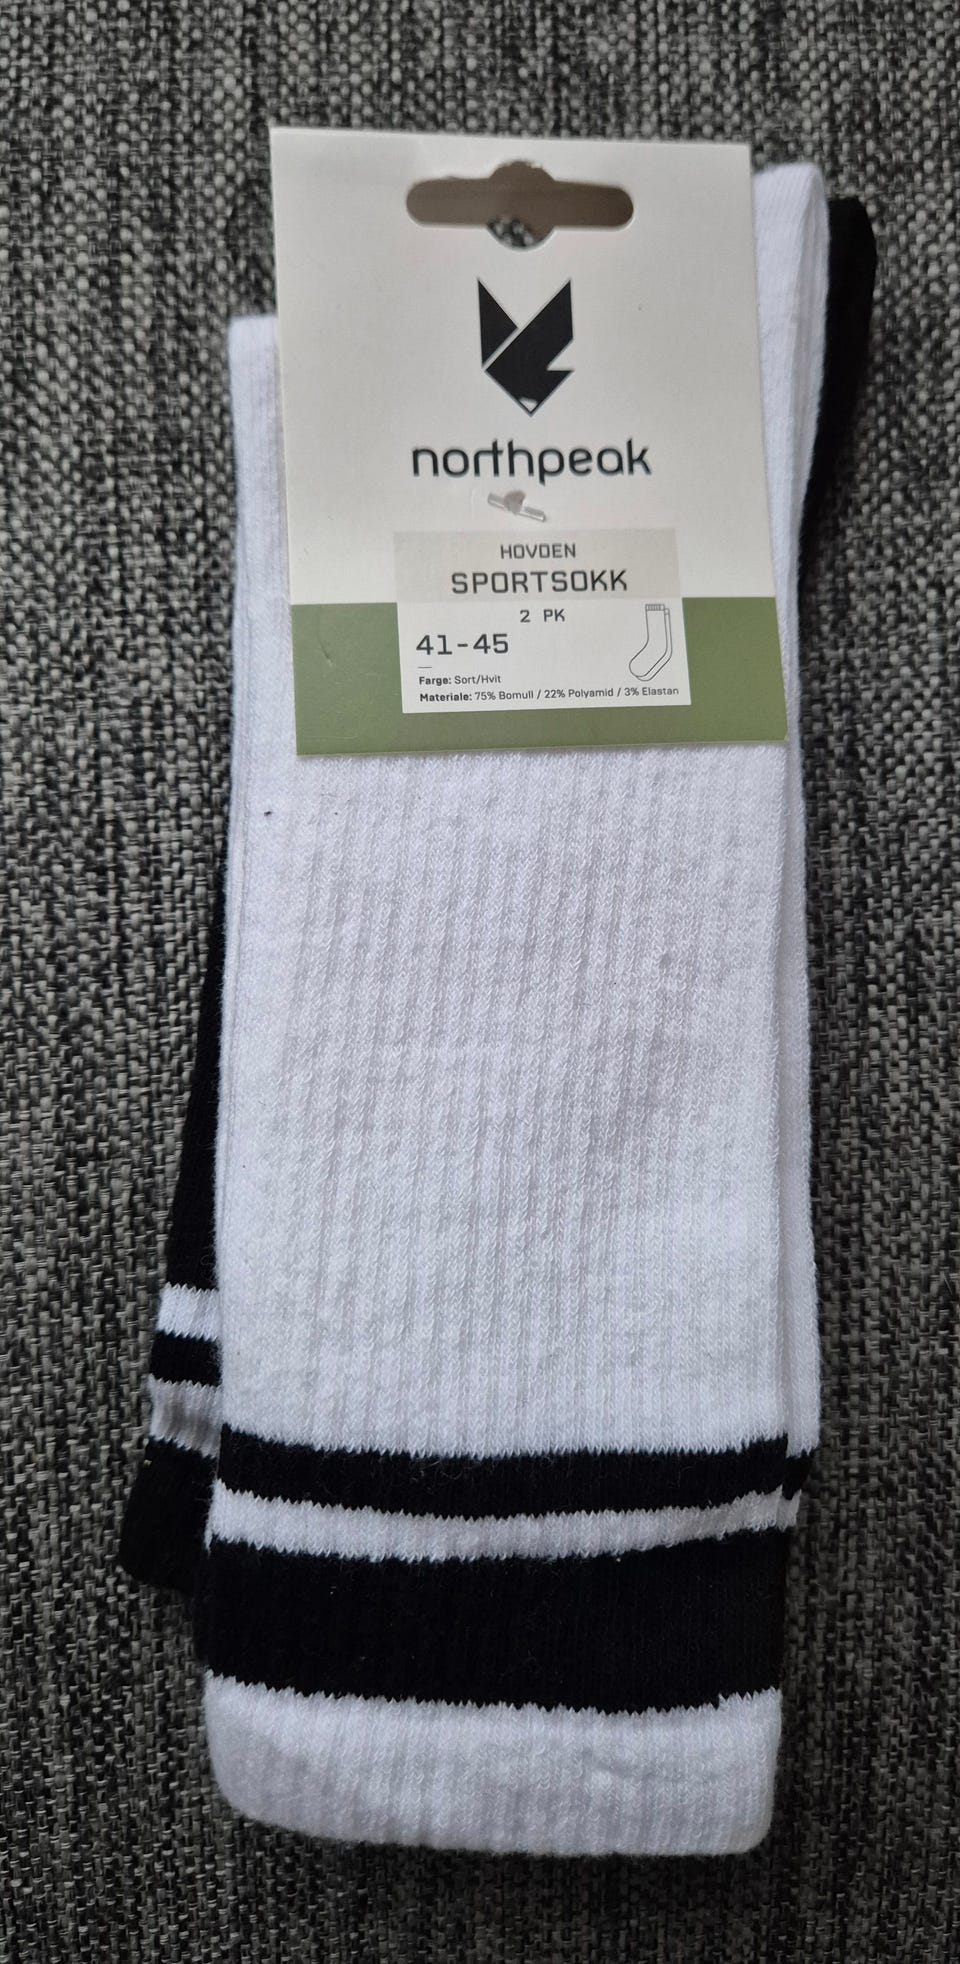 northpeak
HOVDEN
SPORTSOKK
2 PK
41-45
Farge: Sort/Hvit
Materiale: 75% Bomull / 22% Polyamid / 3% Elastan